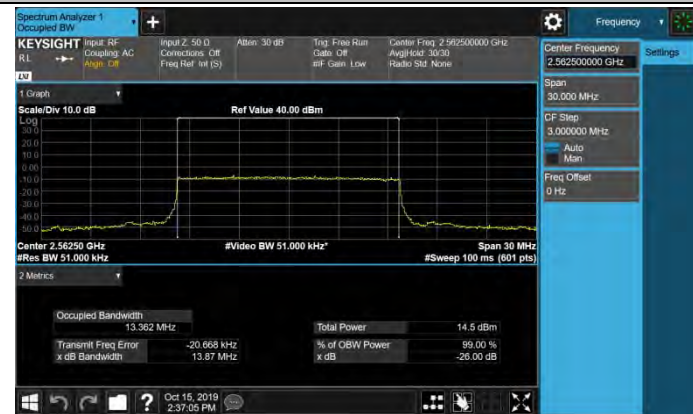 Spectrum Analyzer 1
Occupied BW
+
Frequency
KEYSIGHT
Input: RF
Input Z: 50 Ω
Atten: 30 dB
Trig: Free Run
Center Freq: 2.562500000 GHz
RL
Coupling: AC
Corrections: Off
Gate: Off
Avg|Hold: 30/30
Align: Off
Freq Ref: Int (S)
#IF Gain: Low
Radio Std: None
LXI
Center Frequency
2.562500000 GHz
Settings
Span
30.000 MHz
CF Step
3.000000 MHz
Auto
Man
Freq Offset
0 Hz
1 Graph
Scale/Div 10.0 dB
Ref Value 40.00 dBm
Log
30.0
20.0
10.0
0.00
-10.0
-20.0
-30.0
-40.0
-50.0
Center 2.56250 GHz
#Video BW 51.000 kHz*
Span 30 MHz
#Res BW 51.000 kHz
#Sweep 100 ms (601 pts)
2 Metrics
Occupied Bandwidth
13.362 MHz
Total Power
14.5 dBm
Transmit Freq Error
-20.668 kHz
% of OBW Power
99.00 %
x dB Bandwidth
13.87 MHz
x dB
-26.00 dB
?
Oct 15, 2019
2:37:05 PM